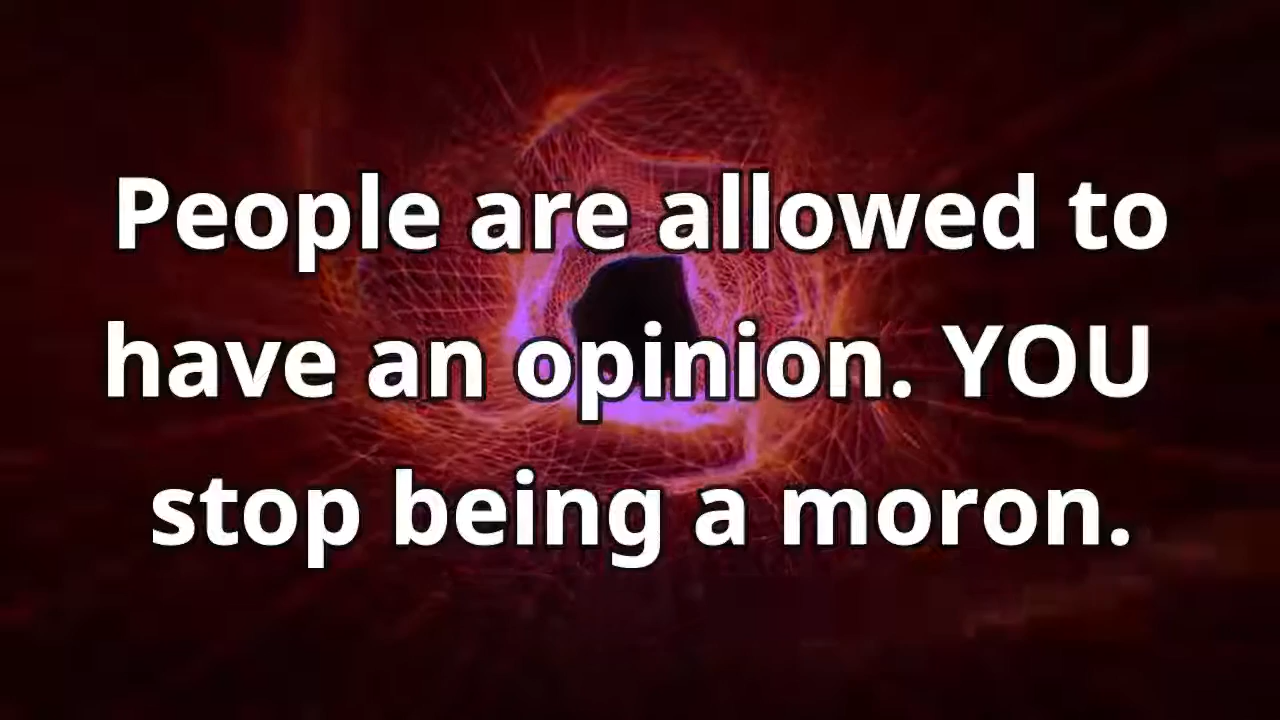 People are allowed to
have an opinion. YOU
stop being a moron.